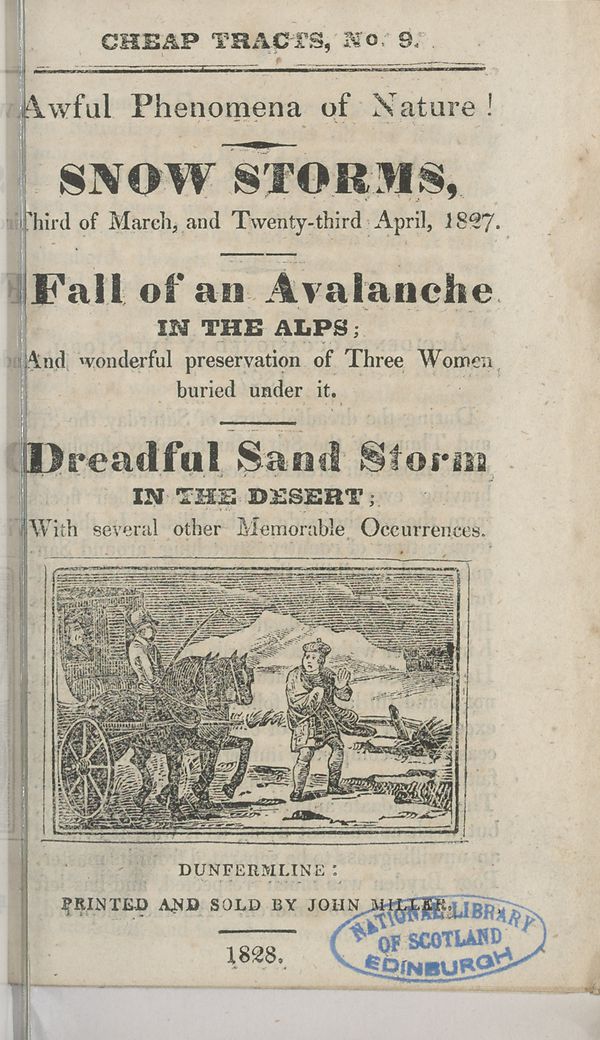 CHEAP TRACTS, No. 9.
Awful Phenomena of Nature!
SNOW STORMS,
Third of March, and Twenty-third April, 1827.
Fall of an Avalanche
IN THE ALPS;
And wonderful preservation of Three Women
buried under it.
Dreadful Sand Storm
IN THE DESERT;
With several other Memorable Occurrences.
DUNFERMLINE:
PRINTED AND SOLD BY JOHN MILLER.
1828.
NATIONAL LIBRARY
OF SCOTLAND
EDINBURGH